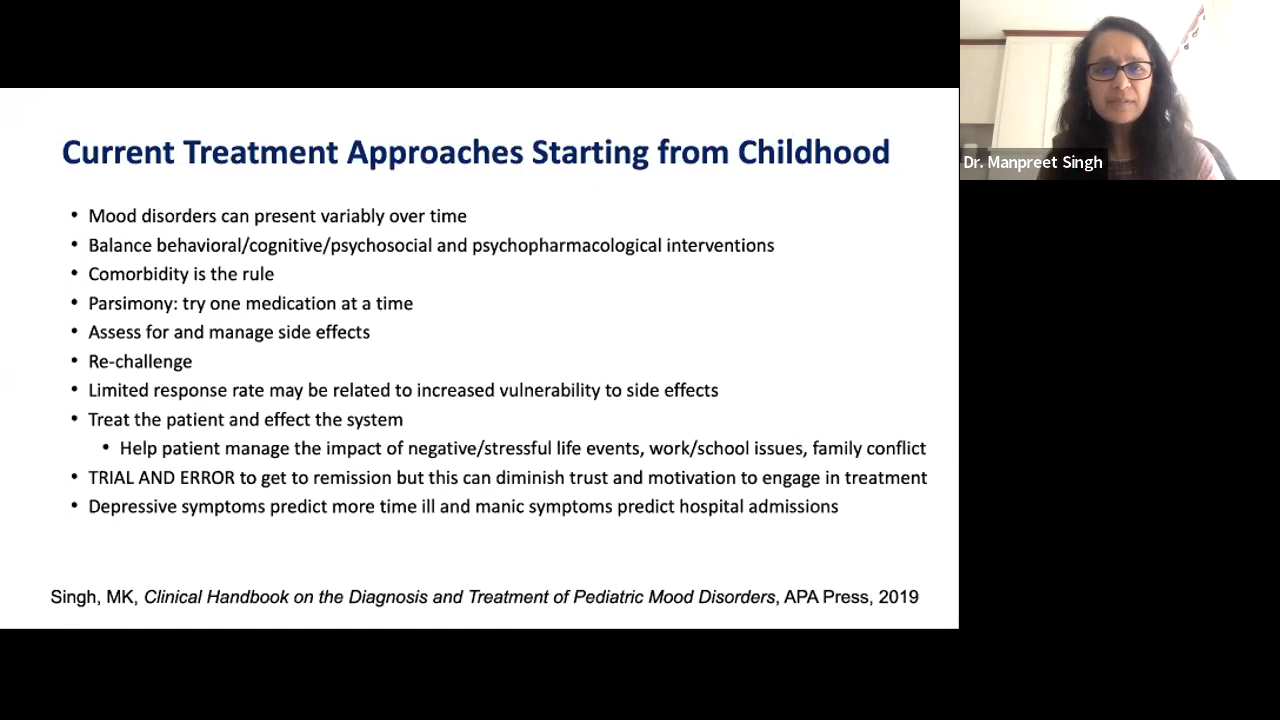 Current Treatment Approaches Starting from Childhood
• Mood disorders can present variably over time
• Balance behavioral/cognitive/psychosocial and psychopharmacological interventions
• Comorbidity is the rule
• Parsimony: try one medication at a time
• Assess for and manage side effects
• Re-challenge
• Limited response rate may be related to increased vulnerability to side effects
• Treat the patient and effect the system
• Help patient manage the impact of negative/stressful life events, work/school issues, family conflict
• TRIAL AND ERROR to get to remission but this can diminish trust and motivation to engage in treatment
• Depressive symptoms predict more time ill and manic symptoms predict hospital admissions
Singh, MK, Clinical Handbook on the Diagnosis and Treatment of Pediatric Mood Disorders, APA Press, 2019
Dr. Manpreet Singh